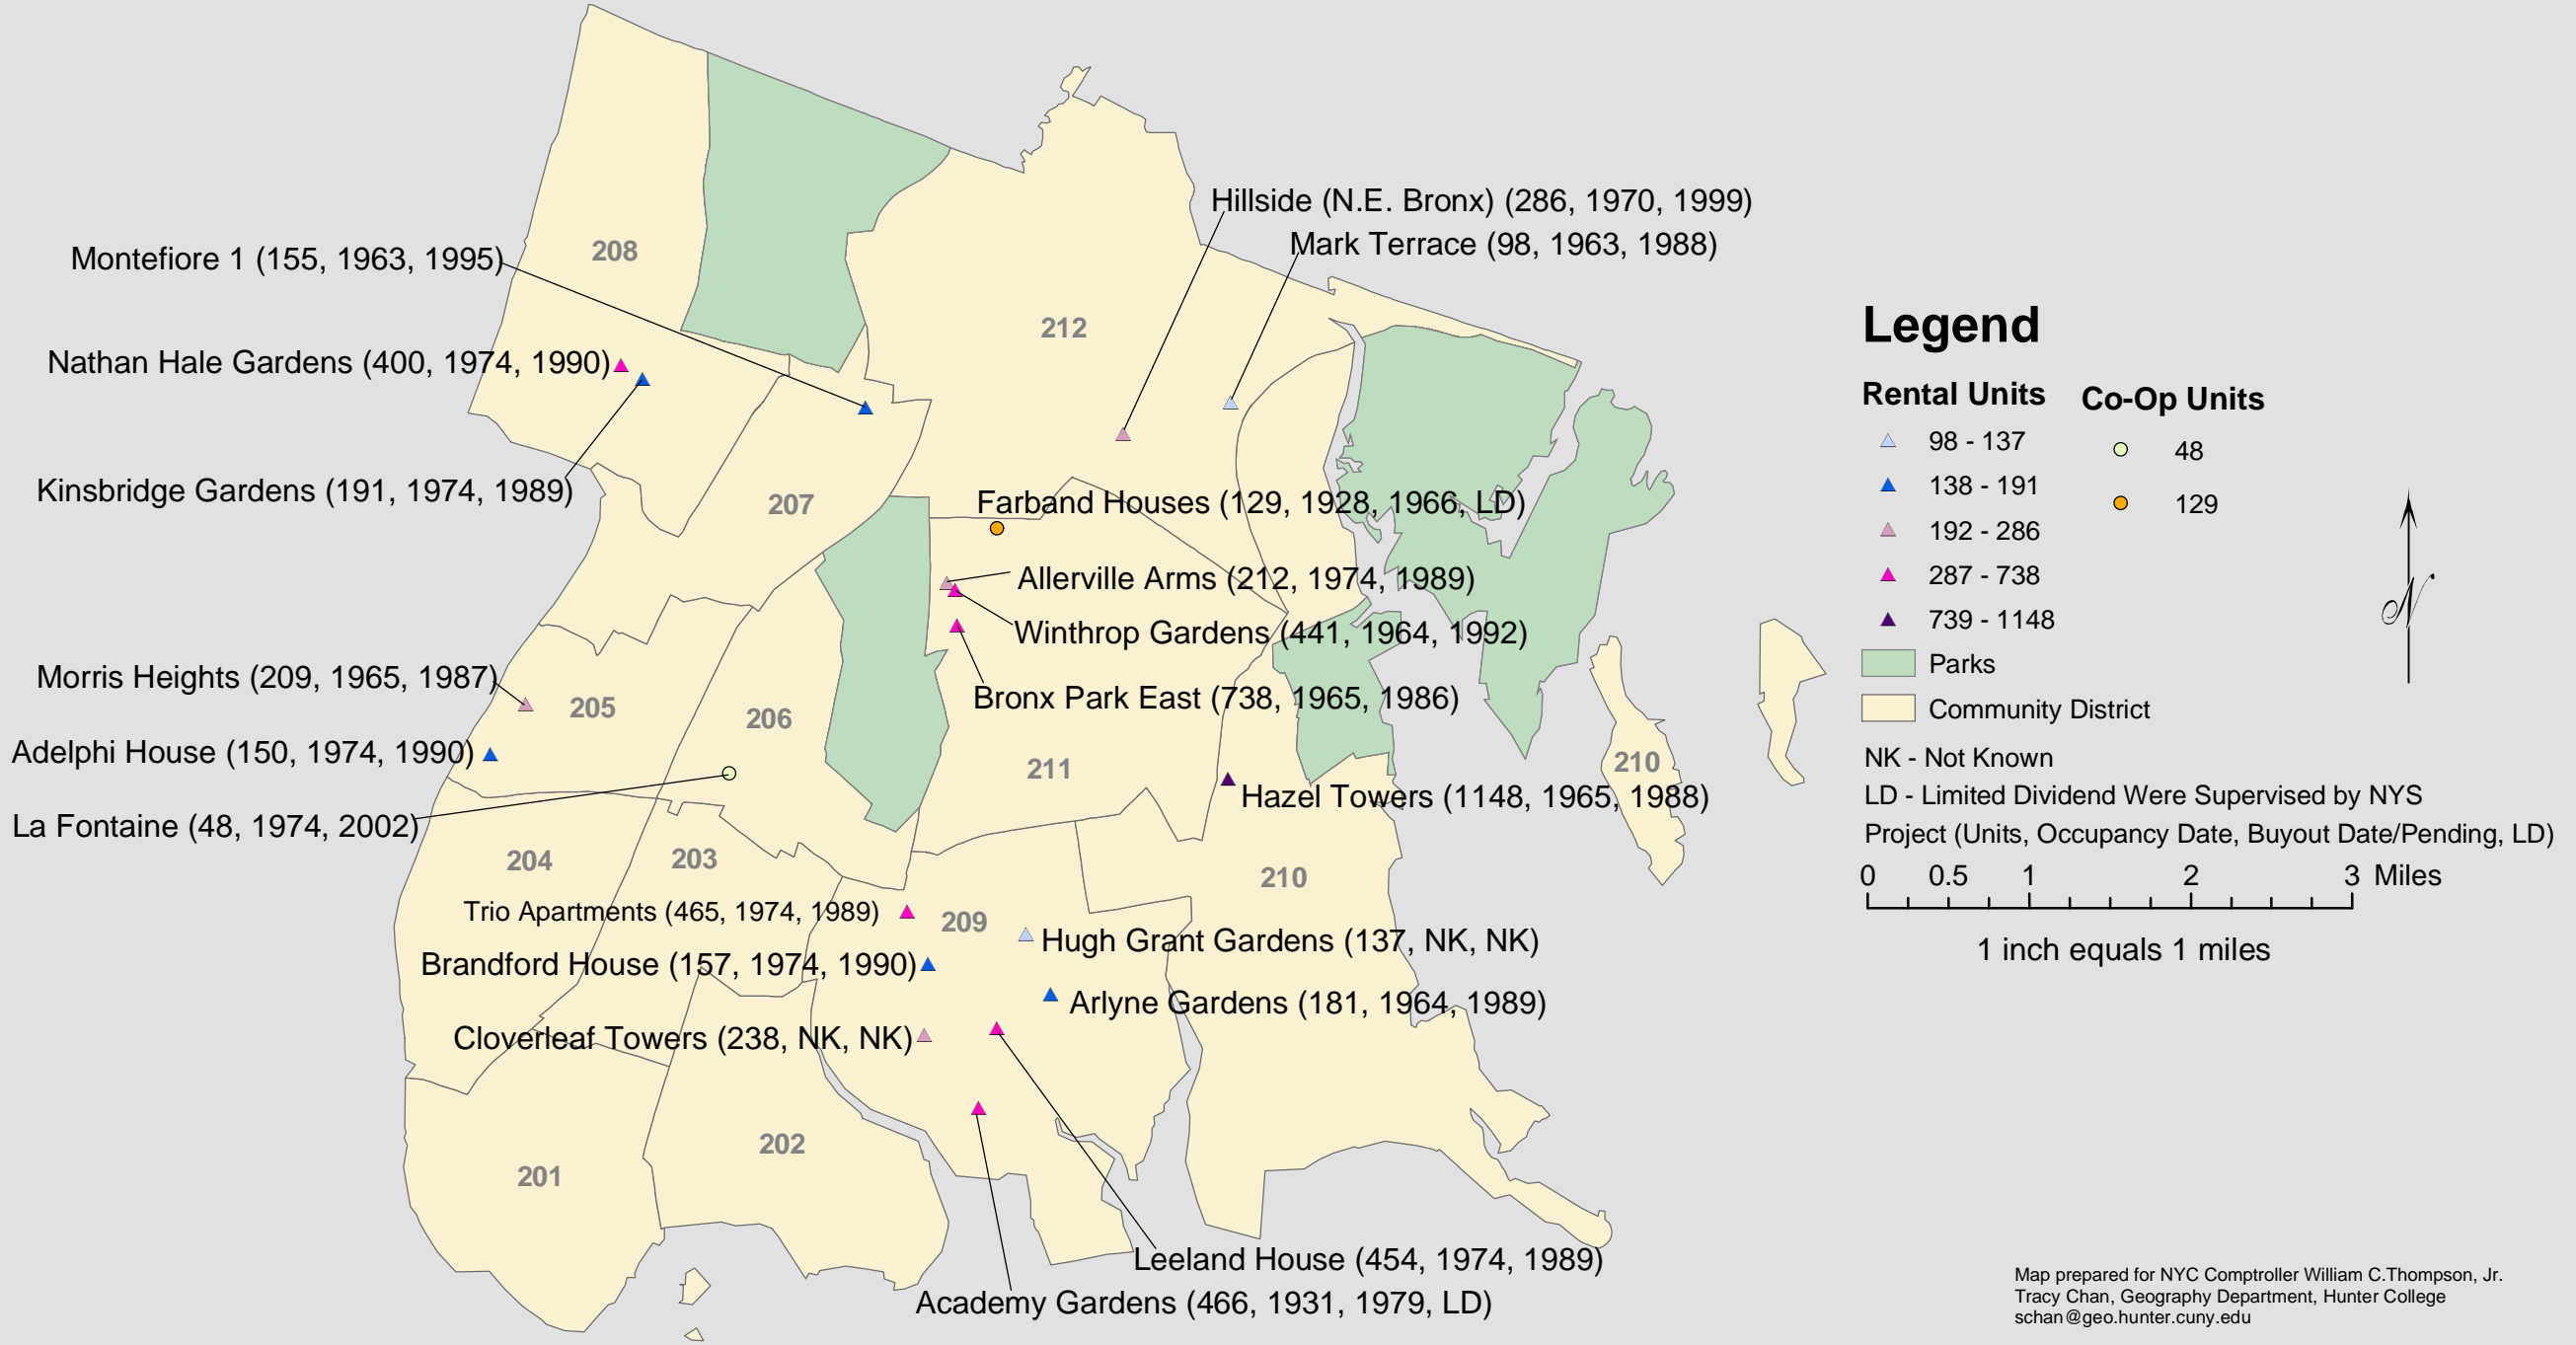 Hillside (N.E. Bronx) (286, 1970, 1999)
Mark Terrace (98, 1963, 1988)
208
Montefiore 1 (155, 1963, 1995)
212
Nathan Hale Gardens (400, 1974, 1990)
Kinsbridge Gardens (191, 1974, 1989)
207
Farband Houses (129, 1928, 1966, LD)
Allerville Arms (212, 1974, 1989)
Winthrop Gardens (441, 1964, 1992)
Morris Heights (209, 1965, 1987)
205
206
Bronx Park East (738, 1965, 1986)
Adelphi House (150, 1974, 1990)
211
210
Hazel Towers (1148, 1965, 1988)
La Fontaine (48, 1974, 2002)
204
203
210
Trio Apartments (465, 1974, 1989)
209
Hugh Grant Gardens (137, NK, NK)
Brandford House (157, 1974, 1990)
Arlyne Gardens (181, 1964, 1989)
Cloverleaf Towers (238, NK, NK)
202
201
Leeland House (454, 1974, 1989)
Academy Gardens (466, 1931, 1979, LD)
Legend
Rental Units Co-Op Units
98 - 137 48
138 - 191 129
192 - 286
287 - 738
739 - 1148
Parks
Community District
N
NK - Not Known
LD - Limited Dividend Were Supervised by NYS
Project (Units, Occupancy Date, Buyout Date/Pending, LD)
0 0.5 1 2 3 Miles
1 inch equals 1 miles
Map prepared for NYC Comptroller William C.Thompson, Jr.
Tracy Chan, Geography Department, Hunter College
schan@geo.hunter.cuny.edu